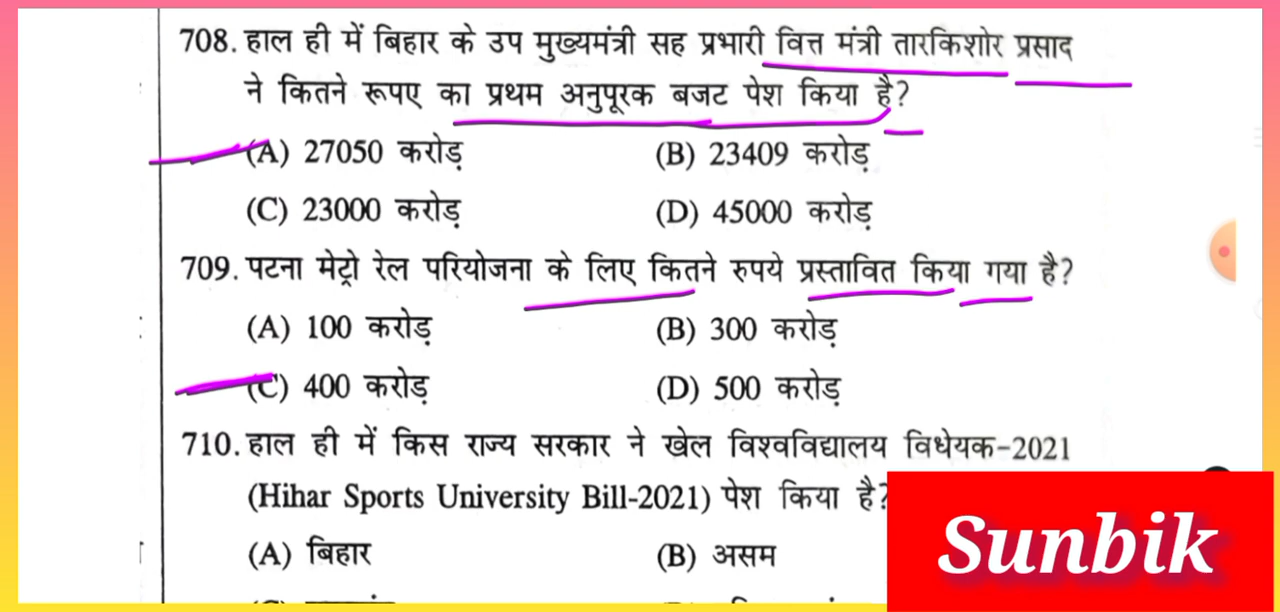 708. हाल ही में बिहार के उप मुख्यमंत्री सह प्रभारी वित्त मंत्री तारकिशोर प्रसाद
ने कितने रूपए का प्रथम अनुपूरक बजट पेश किया है?
(A) 27050 करोड़ (B) 23409 करोड़
(C) 23000 करोड़ (D) 45000 करोड़
709. पटना मेट्रो रेल परियोजना के लिए कितने रुपये प्रस्तावित किया गया है?
(A) 100 करोड़ (B) 300 करोड़
(C) 400 करोड़ (D) 500 करोड़
710. हाल ही में किस राज्य सरकार ने खेल विश्वविद्यालय विधेयक-2021
(Hihar Sports University Bill-2021) पेश किया है?
(A) बिहार (B) असम
Sunbik